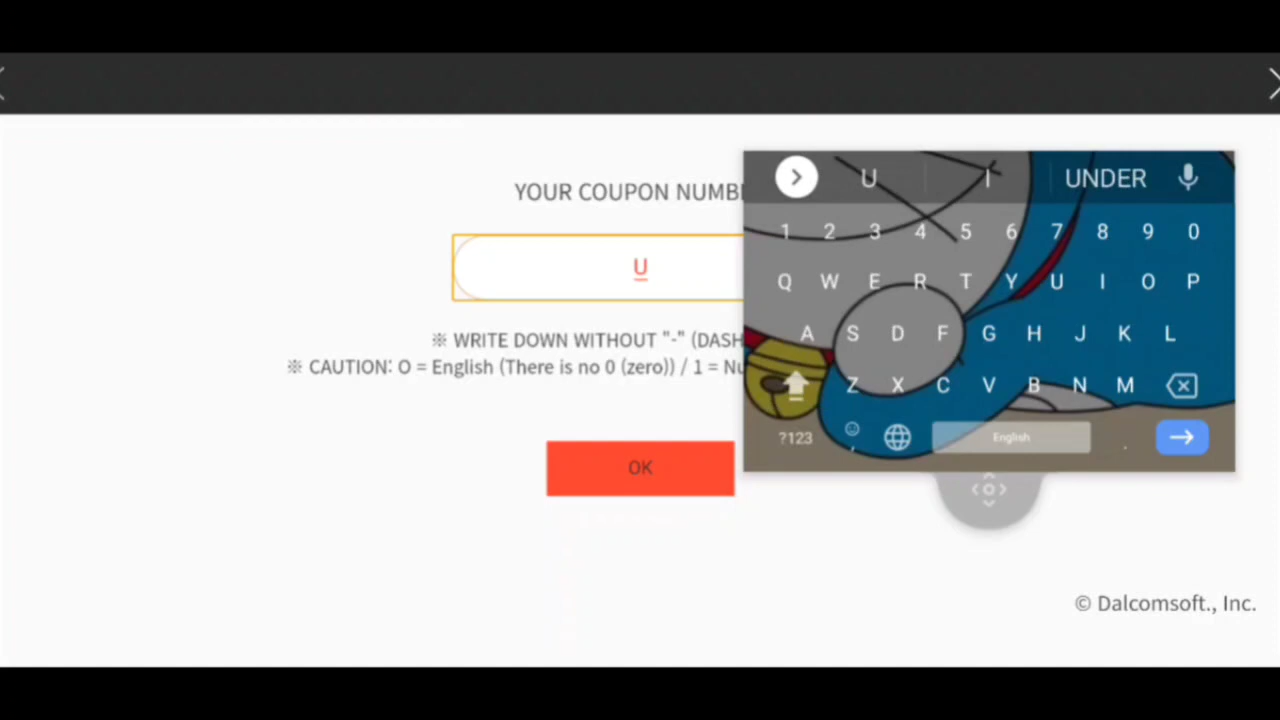 YOUR COUPON NUMB
U
※ WRITE DOWN WITHOUT "-" (DASH
※ CAUTION: O = English (There is no 0 (zero)) / 1 = Nu
OK
U I UNDER
1 2 3 4 5 6 7 8 9 0
Q W E R T Y U I O P
A S D F G H J K L
Z X C V B N M
?123 , English .
© Dalcomsoft., Inc.